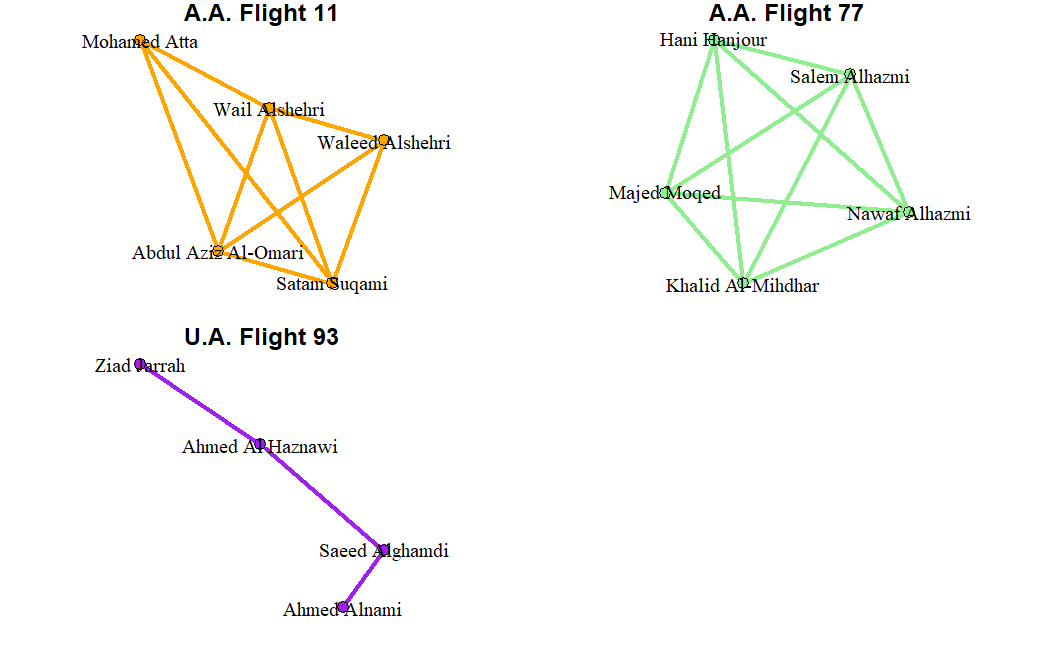 A.A. Flight 11
Mohamed Atta
Wail Alshehri
Waleed Alshehri
Abdul Aziz Al-Omari
Satam Suqami
A.A. Flight 77
Hani Hanjour
Salem Alhazmi
Majed Moqed
Nawaf Alhazmi
Khalid Al-Mihdhar
U.A. Flight 93
Ziad Jarrah
Ahmed Al-Haznawi
Saeed Alghamdi
Ahmed Alnami